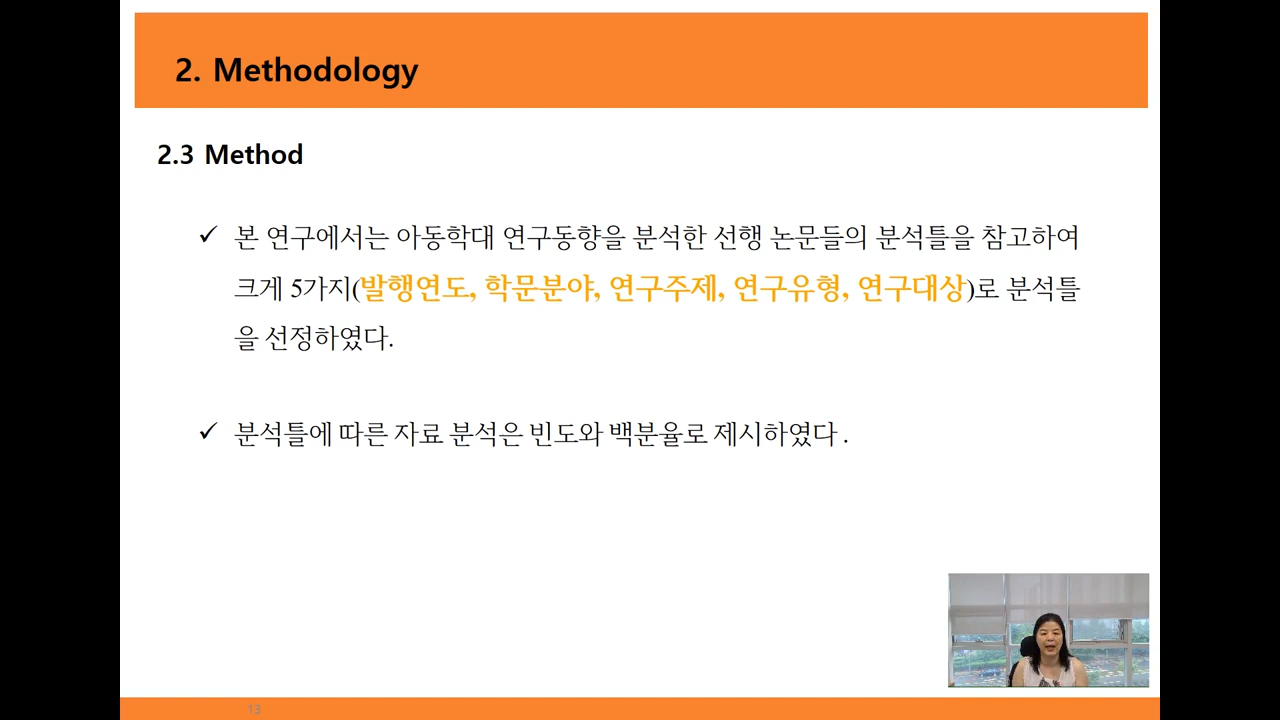 2. Methodology
2.3 Method
✓ 본 연구에서는 아동학대 연구동향을 분석한 선행 논문들의 분석틀을 참고하여
크게 5가지(발행연도, 학문분야, 연구주제, 연구유형, 연구대상)로 분석틀
을 선정하였다.
✓ 분석틀에 따른 자료 분석은 빈도와 백분율로 제시하였다 .
13